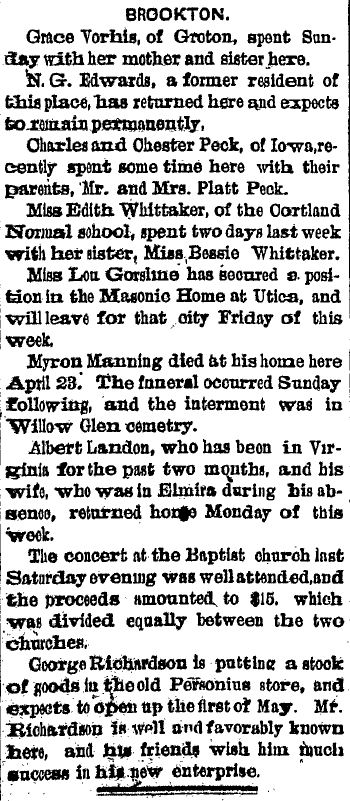 BROOKTON.
Grace Vorhis, of Groton, spent Sun-
day with her mother and sister here.
N. G. Edwards, a former resident of
this place, has returned here and expects
to remain permanently.
Charles and Chester Peck, of Iowa, re-
cently spent some time here with their
parents, Mr. and Mrs. Platt Peck.
Miss Edith Whittaker, of the Cortland
Normal school, spent two days last week
with her sister, Miss Bessie Whittaker.
Miss Lou Gorsline has secured a posi-
tion in the Masonic Home at Utica, and
will leave for that city Friday of this
week.
Myron Manning died at his home here
April 23. The funeral occurred Sunday
following, and the interment was in
Willow Glen cemetry.
Albert Landon, who has been in Vir-
ginia for the past two months, and his
wife, who was in Elmira during his ab-
sence, returned home Monday of this
week.
The concert at the Baptist church last
Saturday evening was well attended, and
the proceeds amounted to $15. which
was divided equally between the two
churches.
George Richardson is putting a stock
of goods in the old Personius store, and
expects to open up the first of May. Mr.
Richardson is well and favorably known
here, and his friends wish him much
success in his new enterprise.